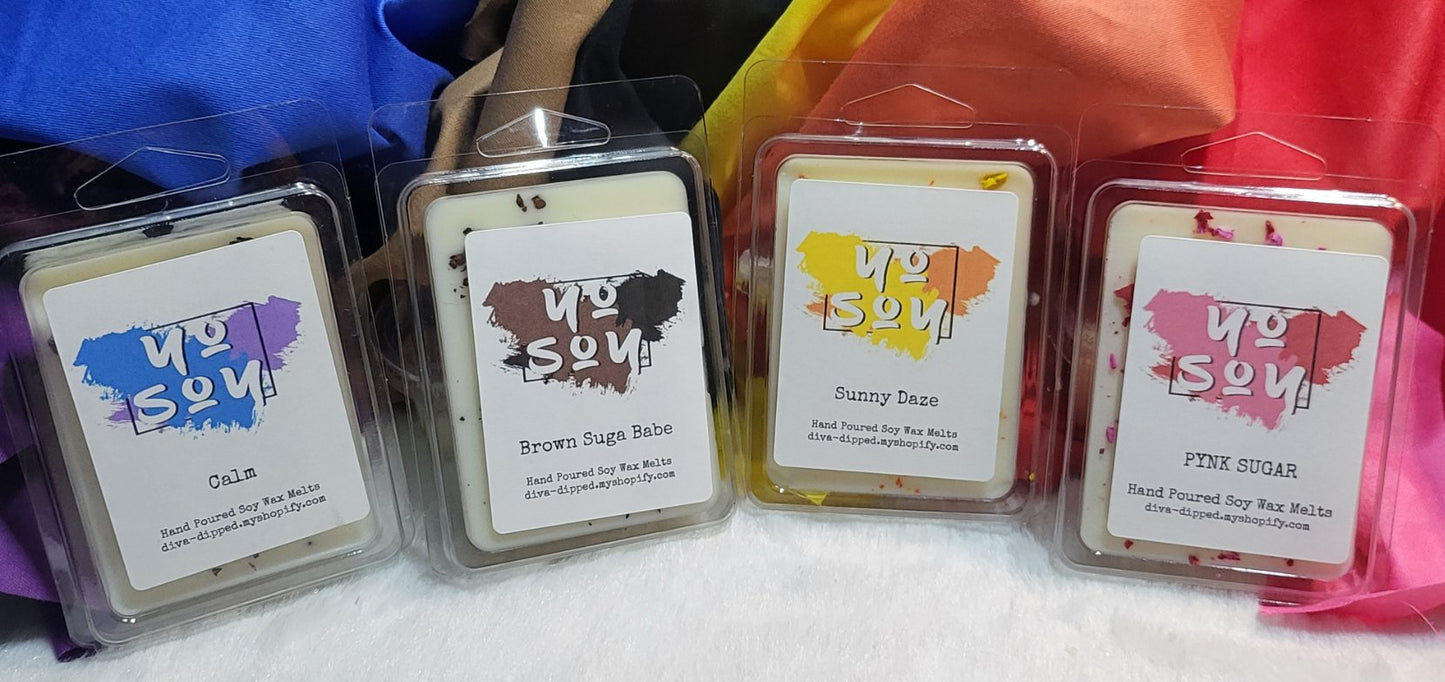 yo
soy
Calm
Hand Poured Soy Wax Melts
diva-dipped.myshopify.com
yo
soy
Brown Suga Babe
Hand Poured Soy Wax Melts
diva-dipped.myshopify.com
yo
soy
Sunny Daze
Hand Poured Soy Wax Melts
diva-dipped.myshopify.com
yo
soy
PYNK SUGAR
Hand Poured Soy Wax Melts
diva-dipped.myshopify.com